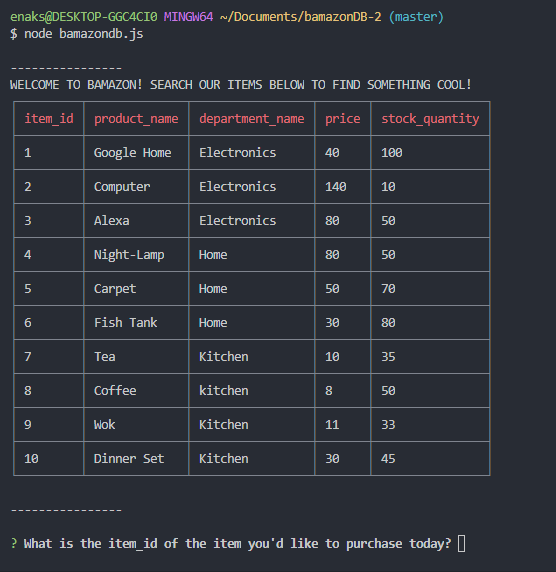 enaks@DESKTOP-GGC4CI0 MINGW64 ~/Documents/bamazonDB-2 (master)
$ node bamazondb.js
----------------
WELCOME TO BAMAZON! SEARCH OUR ITEMS BELOW TO FIND SOMETHING COOL!
item_id product_name department_name price stock_quantity
1 Google Home Electronics 40 100
2 Computer Electronics 140 10
3 Alexa Electronics 80 50
4 Night-Lamp Home 80 50
5 Carpet Home 50 70
6 Fish Tank Home 30 80
7 Tea Kitchen 10 35
8 Coffee kitchen 8 50
9 Wok Kitchen 11 33
10 Dinner Set Kitchen 30 45
----------------
? What is the item_id of the item you'd like to purchase today?